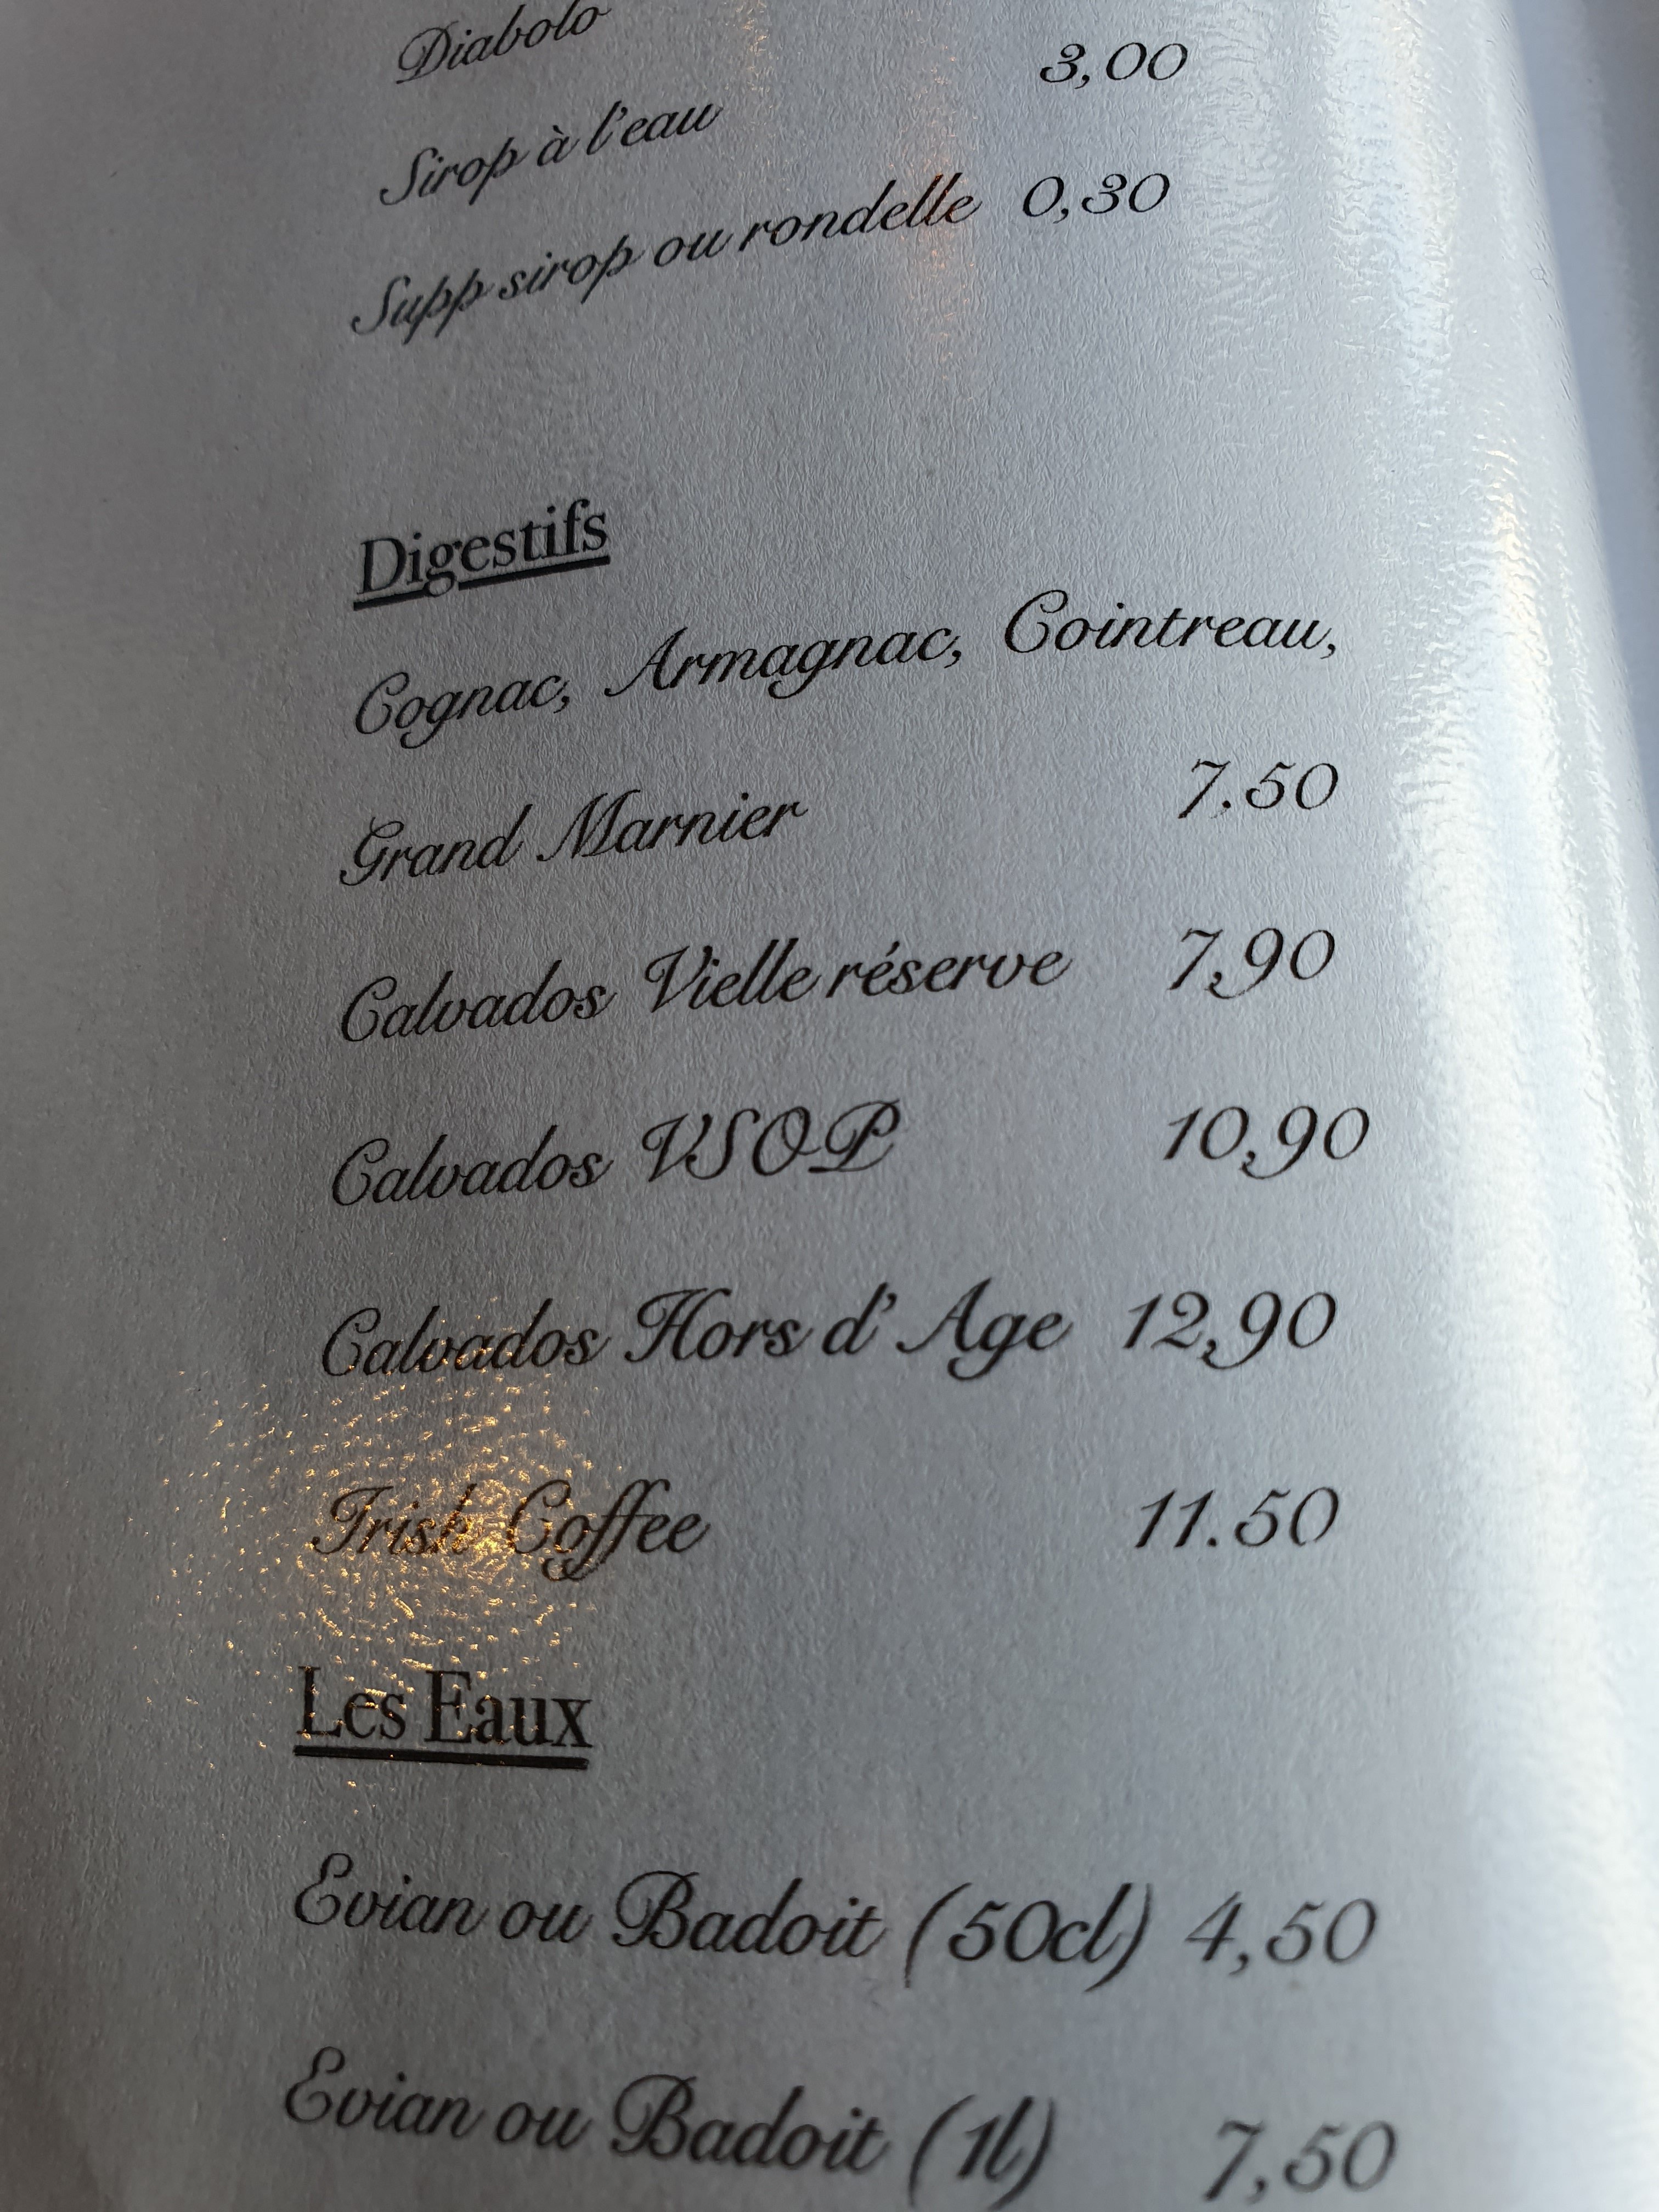 Diabolo
Sirop à l'eau 3,00
Supp sirop ou rondelle 0,30
Digestifs
Cognac, Armagnac, Cointreau,
Grand Marnier 7.50
Calvados Vielle réserve 7,90
Calvados VSOP 10,90
Calvados Hors d' Age 12,90
Irish Coffee 11.50
Les Eaux
Evian ou Badoit (50cl) 4,50
Evian ou Badoit (1l) 7,50